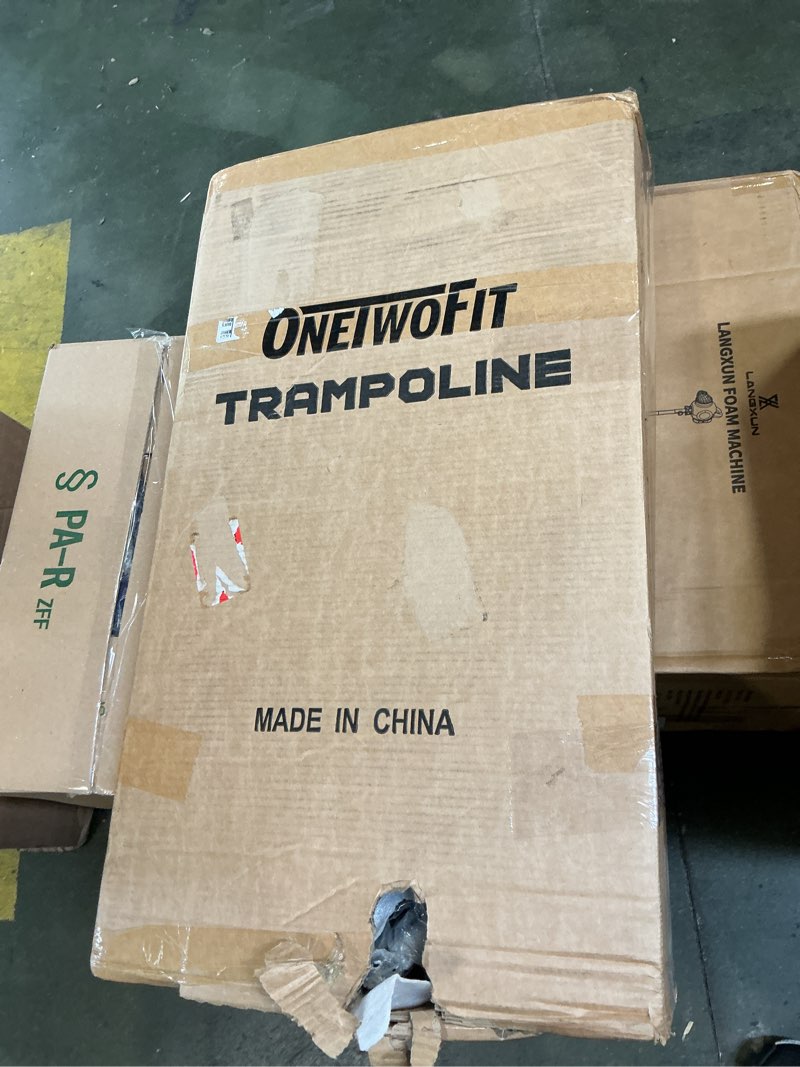 ONETWOFIT
TRAMPOLINE
MADE IN CHINA
§ PA-R ZFF
LANGXUN
LANGXUN FOAM MACHINE